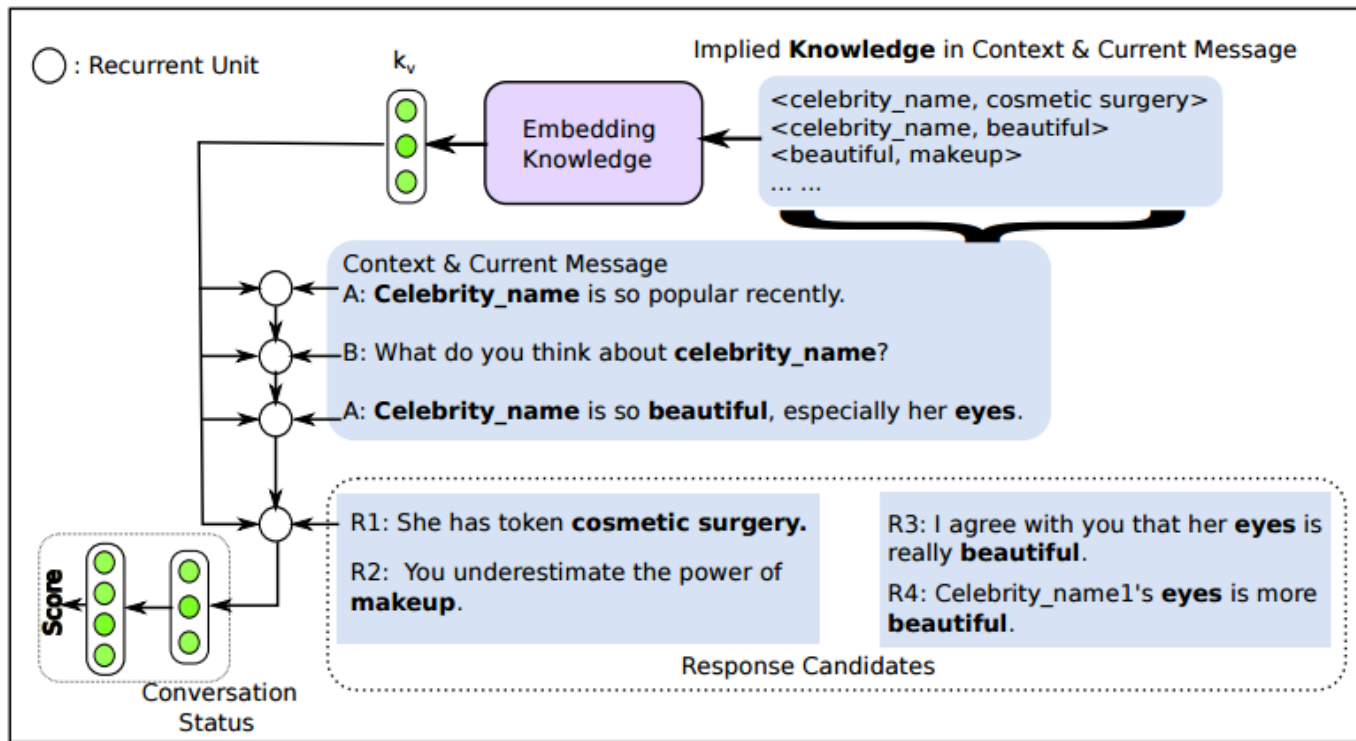 : Recurrent Unit
k_v
Implied Knowledge in Context & Current Message
Embedding
Knowledge
<celebrity_name, cosmetic surgery>
<celebrity_name, beautiful>
<beautiful, makeup>
... ...
Context & Current Message
A: Celebrity_name is so popular recently.
B: What do you think about celebrity_name?
A: Celebrity_name is so beautiful, especially her eyes.
R1: She has token cosmetic surgery.
R2: You underestimate the power of
makeup.
R3: I agree with you that her eyes is
really beautiful.
R4: Celebrity_name1's eyes is more
beautiful.
Response Candidates
Score
Conversation
Status